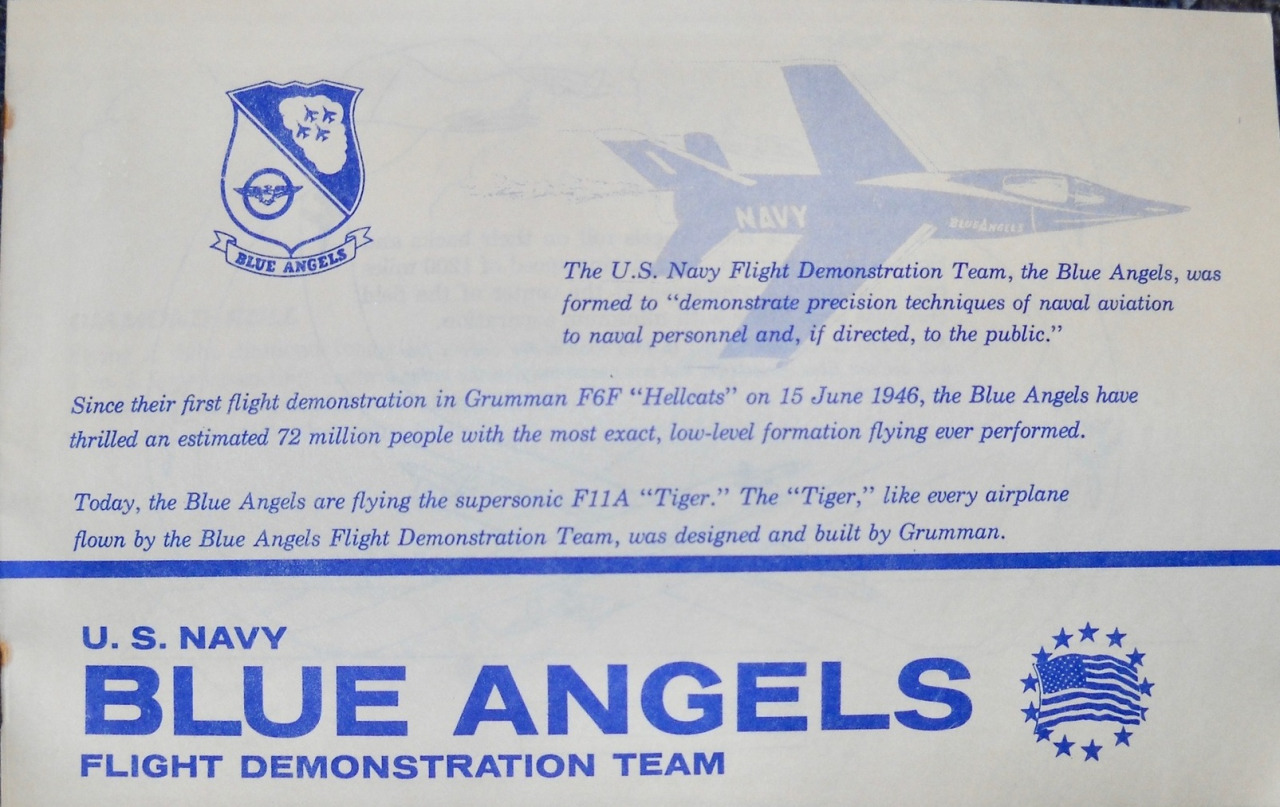 BLUE ANGELS
NAVY
BLUE ANGELS
The U.S. Navy Flight Demonstration Team, the Blue Angels, was
formed to “demonstrate precision techniques of naval aviation
to naval personnel and, if directed, to the public.”
Since their first flight demonstration in Grumman F6F “Hellcats” on 15 June 1946, the Blue Angels have
thrilled an estimated 72 million people with the most exact, low-level formation flying ever performed.
Today, the Blue Angels are flying the supersonic F11A “Tiger.” The “Tiger,” like every airplane
flown by the Blue Angels Flight Demonstration Team, was designed and built by Grumman.
U. S. NAVY
BLUE ANGELS
FLIGHT DEMONSTRATION TEAM